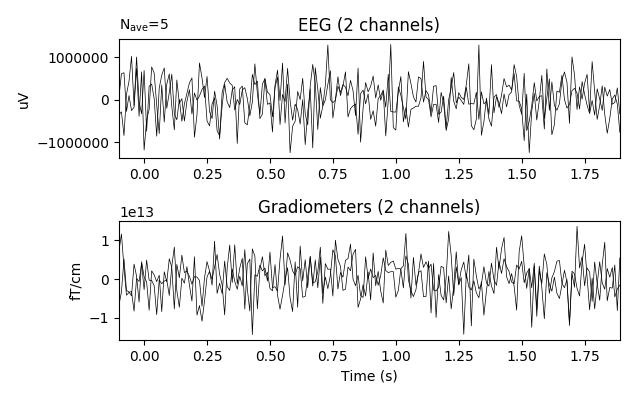 N_ave=5
EEG (2 channels)
uV
1000000
0
−1000000
0.00 0.25 0.50 0.75 1.00 1.25 1.50 1.75
1e13
Gradiometers (2 channels)
fT/cm
1
0
−1
0.00 0.25 0.50 0.75 1.00 1.25 1.50 1.75
Time (s)